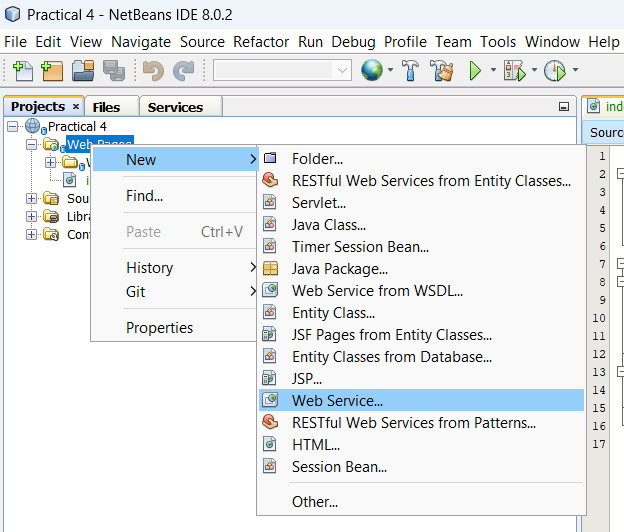 Practical 4 - NetBeans IDE 8.0.2
File Edit View Navigate Source Refactor Run Debug Profile Team Tools Window Help
Projects × Files Services
ind
Practical 4
Source
Web Pages
New
Find...
Paste Ctrl+V
History
Git
Properties
Folder...
RESTful Web Services from Entity Classes...
Servlet...
Java Class...
Timer Session Bean...
Java Package...
Web Service from WSDL...
Entity Class...
JSF Pages from Entity Classes...
Entity Classes from Database...
JSP...
Web Service...
RESTful Web Services from Patterns...
HTML...
Session Bean...
Other...
W
i
Sou
Libra
Con
1
2
3
4
5
6
7
8
9
10
11
12
13
14
15
16
17